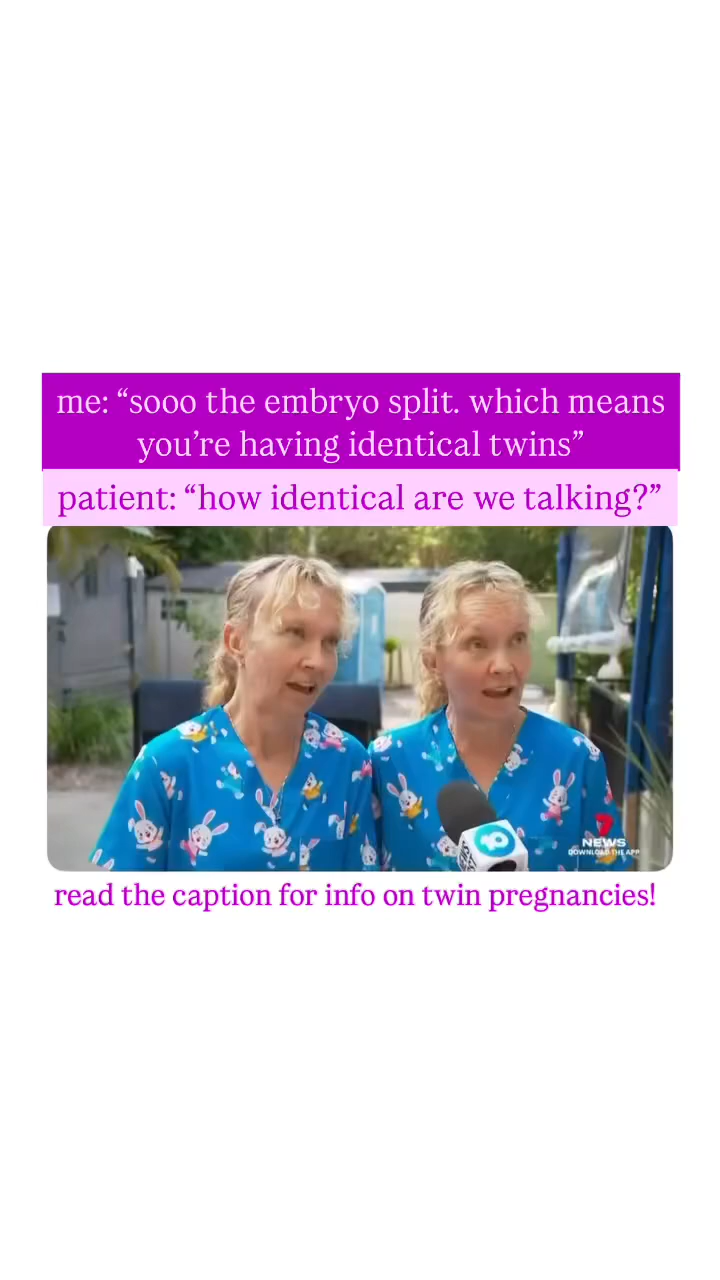 me: “sooo the embryo split. which means
you’re having identical twins”
patient: “how identical are we talking?”
10
7
NEWS
DOWNLOAD THE APP
read the caption for info on twin pregnancies!